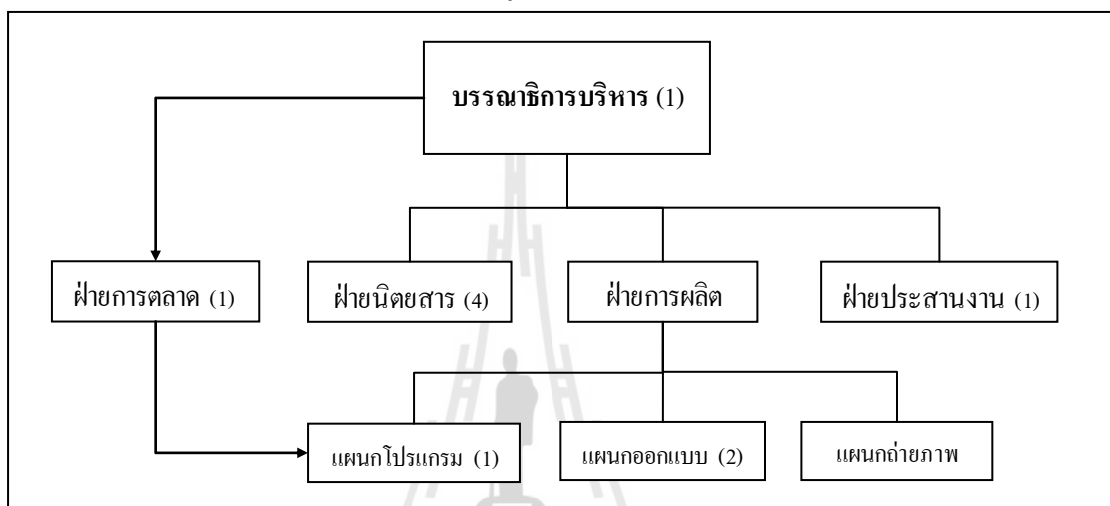 บรรณาธิการบริหาร (1)
ฝ่ายการตลาด (1)
ฝ่ายนิตยสาร (4)
ฝ่ายการผลิต
ฝ่ายประสานงาน (1)
แผนกโปรแกรม (1)
แผนกออกแบบ (2)
แผนกถ่ายภาพ